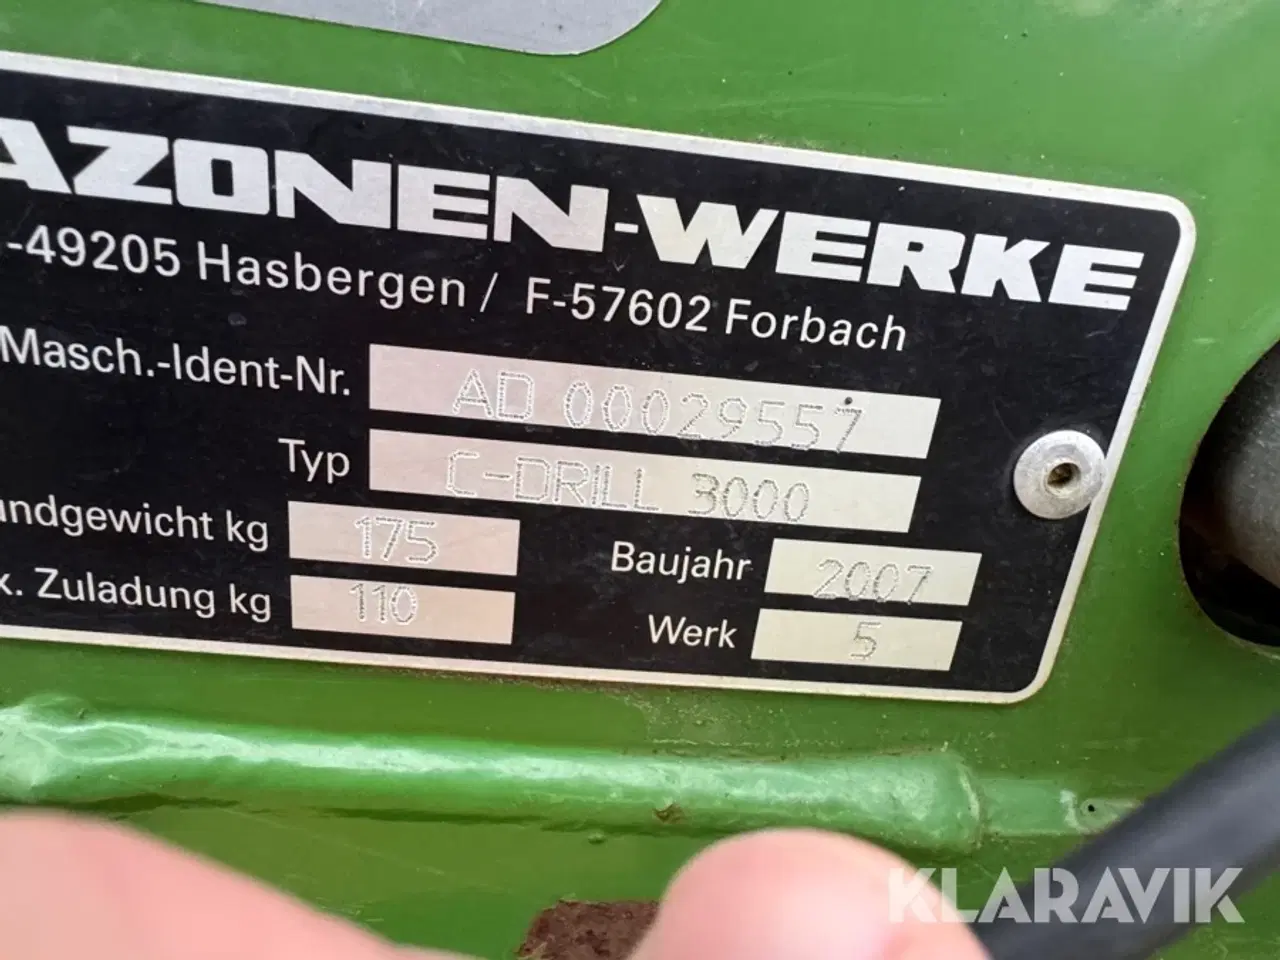 AZONEN-WERKE
-49205 Hasbergen / F-57602 Forbach
Masch.-Ident-Nr. AD 00029557
Typ C-DRILL 3000
undgewicht kg 175
x. Zuladung kg 110
Baujahr 2007
Werk 5
KLARAVIK